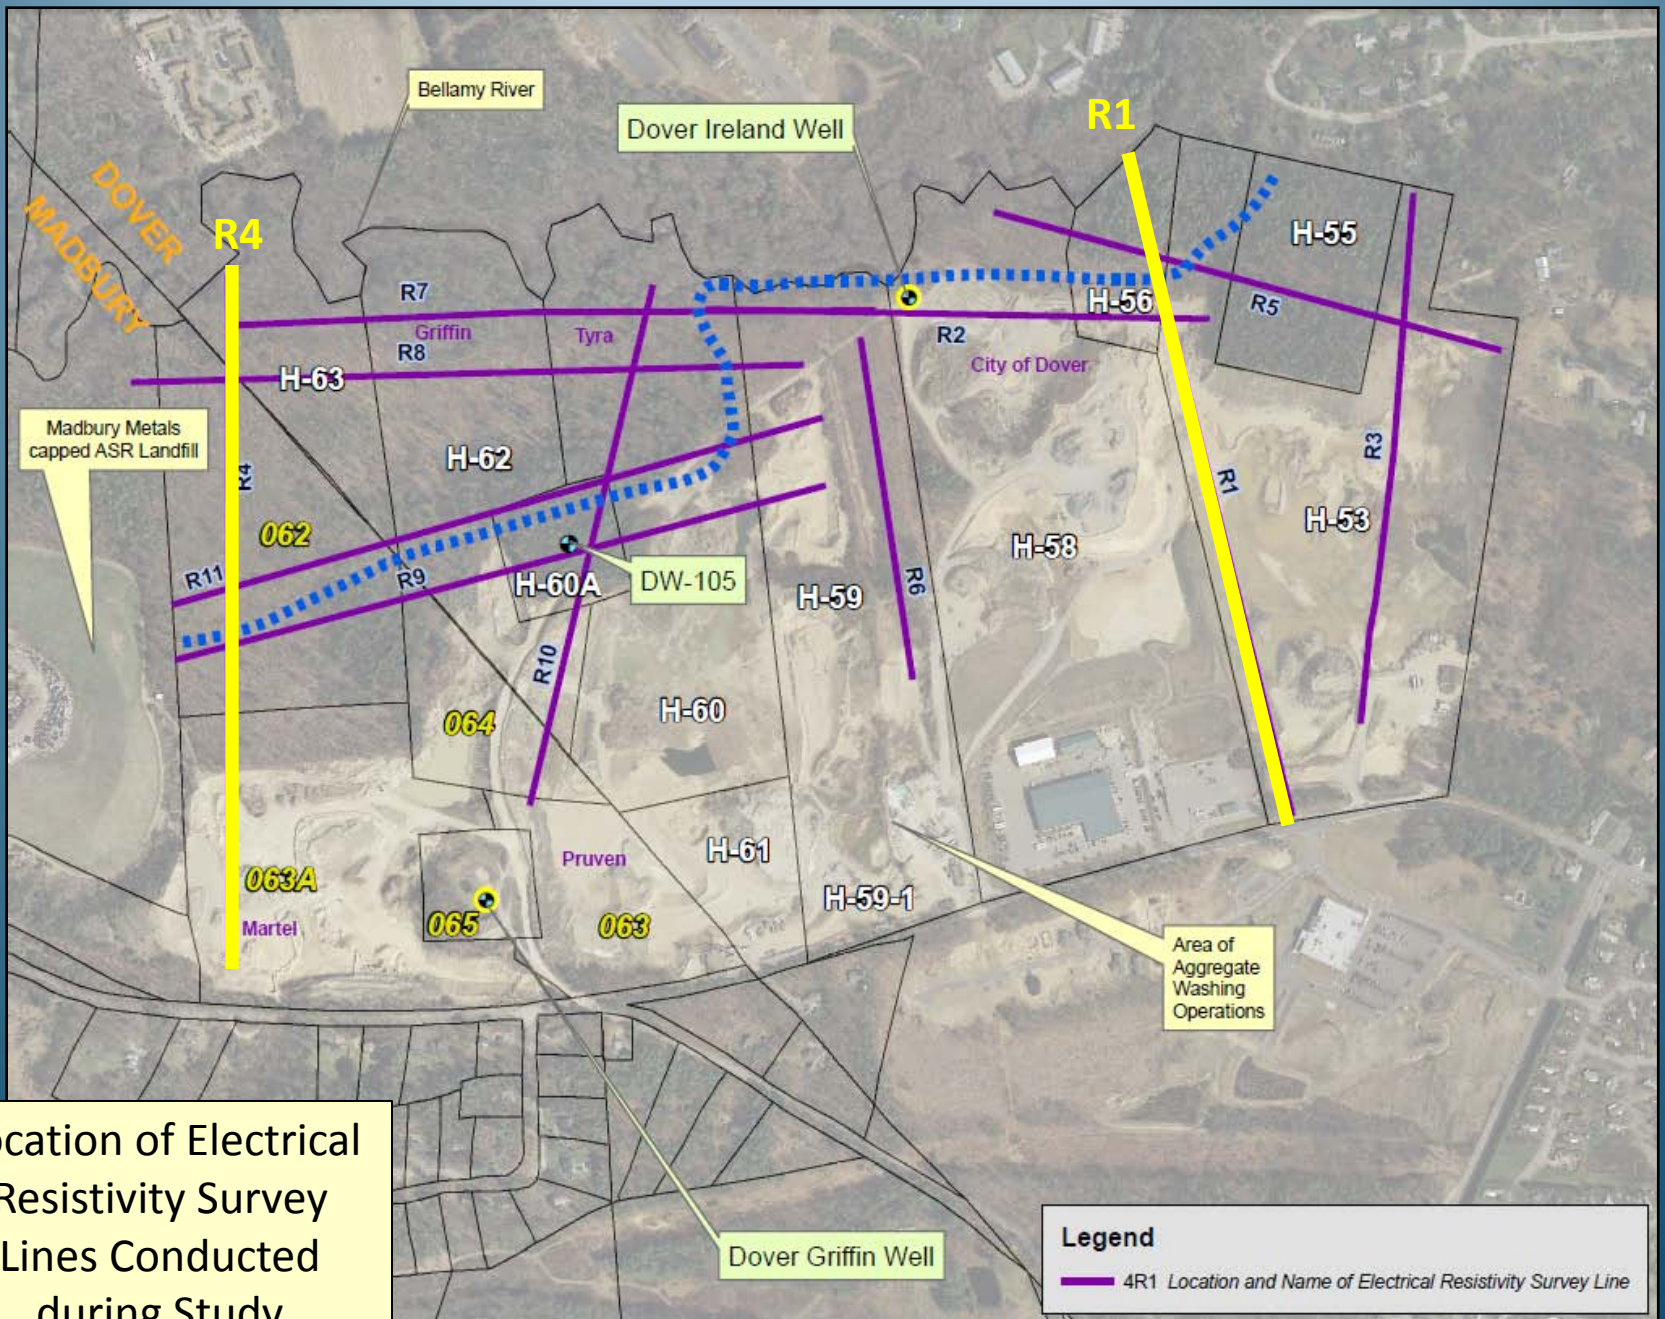 Bellamy River
Dover Ireland Well
R1
DOVER
MADBURY
R4
H-55
R7
H-56
R5
Griffin
Tyra
R2
R8
City of Dover
H-63
Madbury Metals
capped ASR Landfill
R3
H-62
R4
R1
062
H-53
H-58
R11
R9
H-60A
DW-105
R6
H-59
R10
064
H-60
H-61
Pruven
063A
H-59-1
Martel
065
063
Area of
Aggregate
Washing
Operations
ocation of Electrical
Resistivity Survey
Lines Conducted
during Study
Dover Griffin Well
Legend
4R1 Location and Name of Electrical Resistivity Survey Line